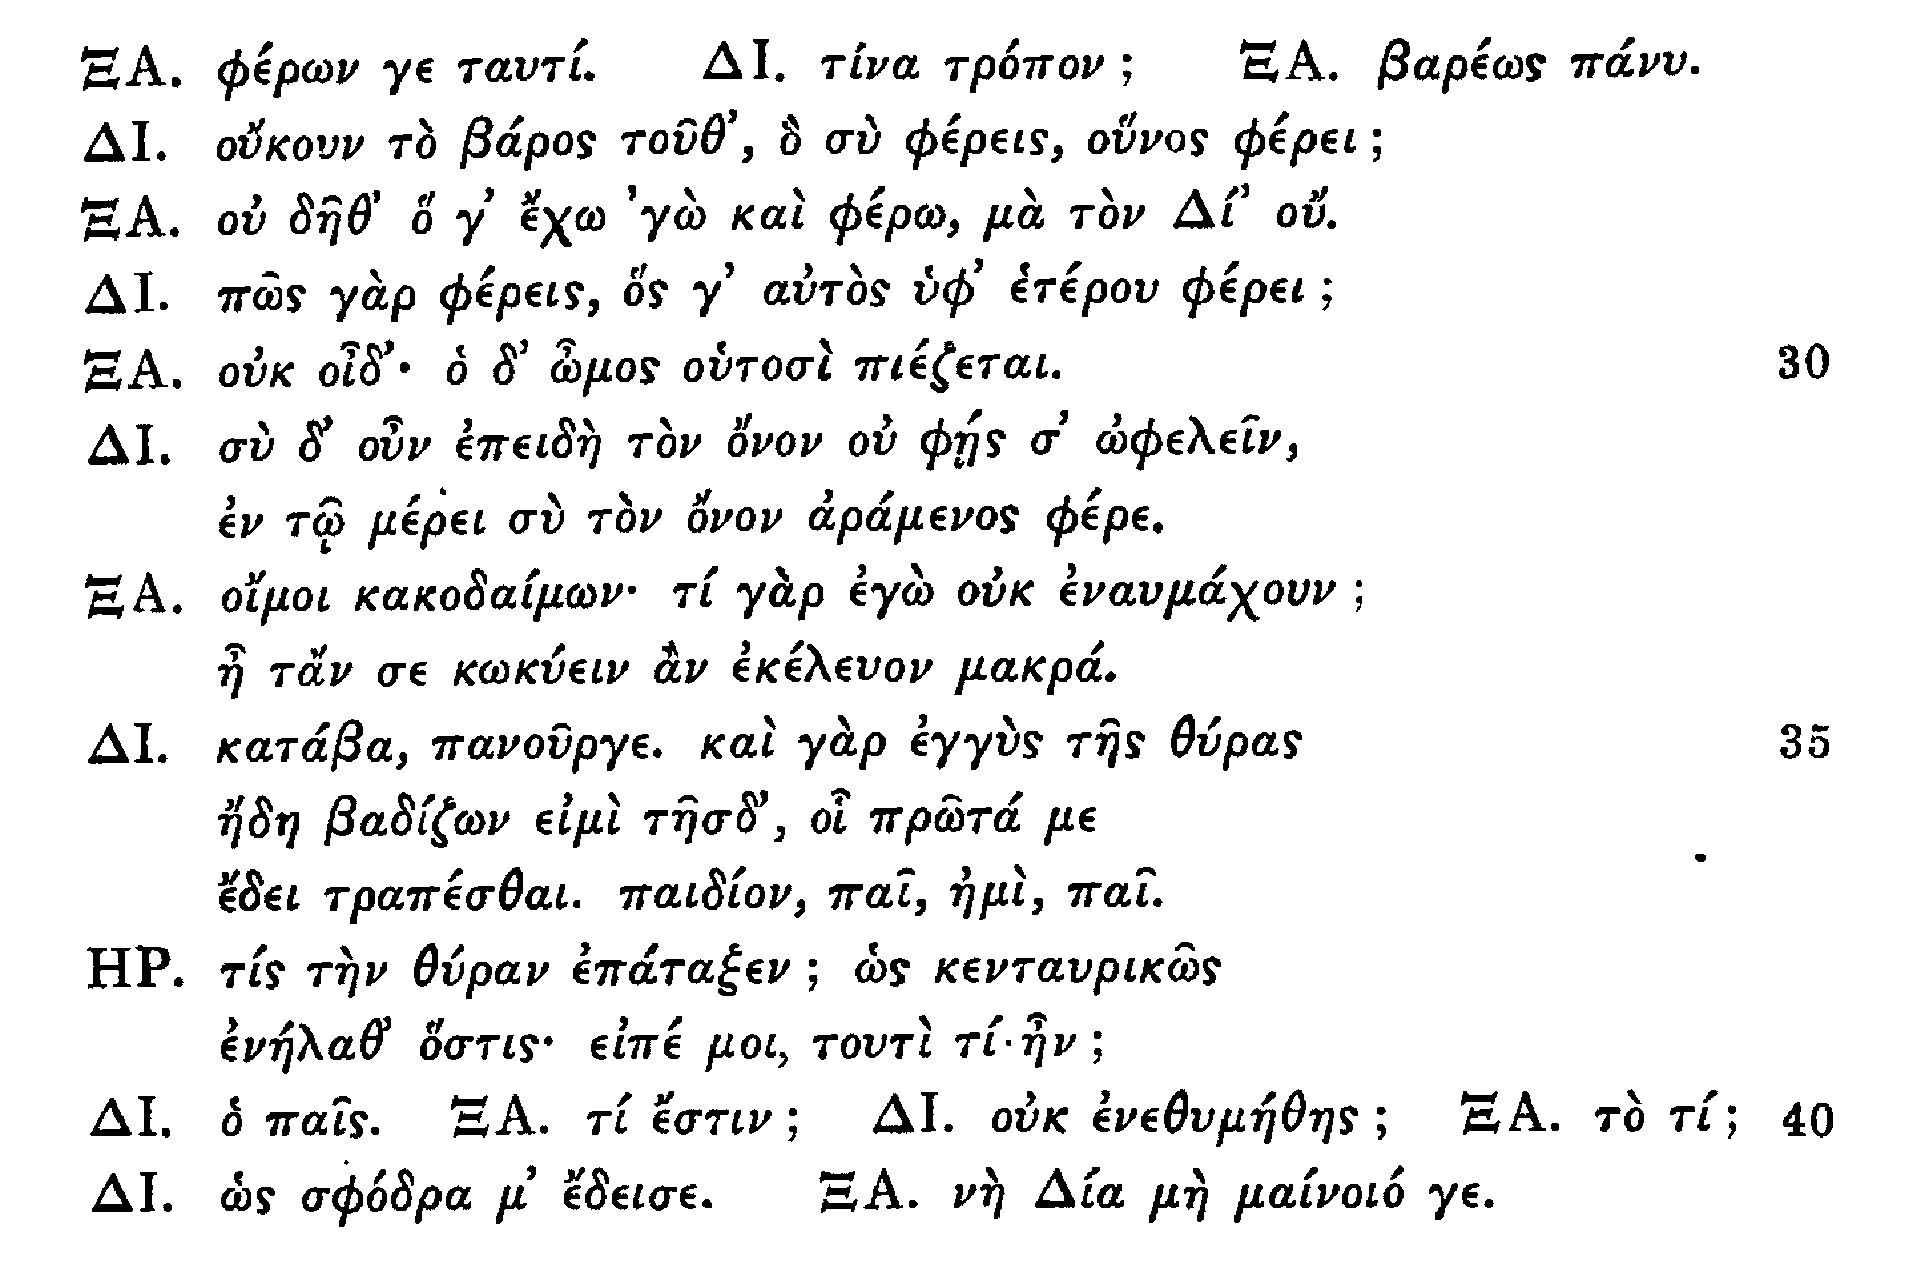 ΞΑ. φέρων γε ταυτί. ΔΙ. τίνα τρόπον; ΞΑ. βαρέως πάνυ.
ΔΙ. οὔκουν τὸ βάρος τοῦθ’, ὃ σὺ φέρεις, οὕνος φέρει;
ΞΑ. οὐ δῆθ’ ὅ γ’ ἔχω ’γὼ καὶ φέρω, μὰ τὸν Δί’ οὔ.
ΔΙ. πῶς γὰρ φέρεις, ὅς γ’ αὐτὸς ὑφ’ ἑτέρου φέρει;
ΞΑ. οὐκ οἶδ’· ὁ δ’ ὦμος οὑτοσὶ πιέζεται. 30
ΔΙ. σὺ δ’ οὖν ἐπειδὴ τὸν ὄνον οὐ φῄς σ’ ὠφελεῖν,
ἐν τῷ μέρει σὺ τὸν ὄνον ἀράμενος φέρε.
ΞΑ. οἴμοι κακοδαίμων· τί γὰρ ἐγὼ οὐκ ἐναυμάχουν;
ἦ τἄν σε κωκύειν ἂν ἐκέλευον μακρά.
ΔΙ. κατάβα, πανοῦργε. καὶ γὰρ ἐγγὺς τῆς θύρας 35
ἤδη βαδίζων εἰμὶ τῆσδ’, οἷ πρῶτά με
ἔδει τραπέσθαι. παιδίον, παῖ, ἠμὶ, παῖ.
ΗΡ. τίς τὴν θύραν ἐπάταξεν; ὡς κενταυρικῶς
ἐνήλαθ’ ὅστις· εἰπέ μοι, τουτὶ τί ἦν;
ΔΙ. ὁ παῖς. ΞΑ. τί ἔστιν; ΔΙ. οὐκ ἐνεθυμήθης; ΞΑ. τὸ τί; 40
ΔΙ. ὡς σφόδρα μ’ ἔδεισε. ΞΑ. νὴ Δία μὴ μαίνοιό γε.